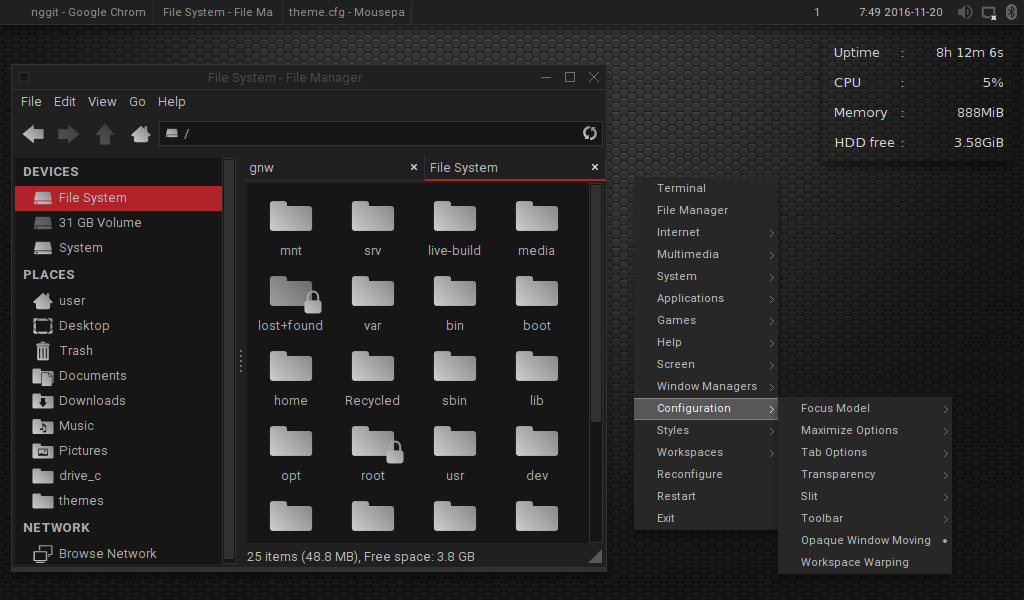 nggit - Google Chrom
File System - File Ma
theme.cfg - Mousepa
1
7:49 2016-11-20
Uptime : 8h 12m 6s
CPU : 5%
Memory : 888MiB
HDD free : 3.58GiB
File System - File Manager
File Edit View Go Help
/
DEVICES
File System
31 GB Volume
System
PLACES
user
Desktop
Trash
Documents
Downloads
Music
Pictures
drive_c
themes
NETWORK
Browse Network
gnw
File System
mnt srv live-build media
lost+found var bin boot
home Recycled sbin lib
opt root usr dev
25 items (48.8 MB), Free space: 3.8 GB
Terminal
File Manager
Internet
Multimedia
System
Applications
Games
Help
Screen
Window Managers
Configuration
Styles
Workspaces
Reconfigure
Restart
Exit
Focus Model
Maximize Options
Tab Options
Transparency
Slit
Toolbar
Opaque Window Moving
Workspace Warping